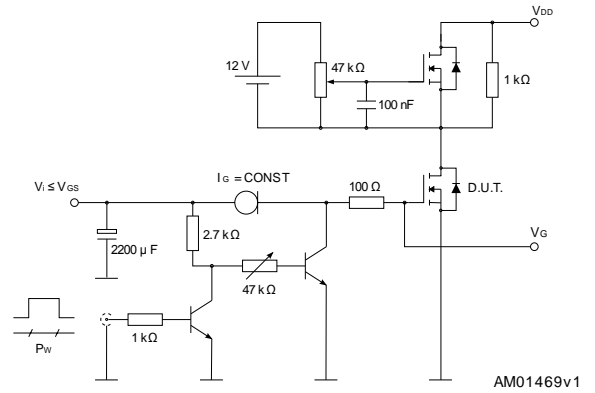 VDD
12 V
47 kΩ
1 kΩ
100 nF
Vi ≤ VGS
IG = CONST
100 Ω
D.U.T.
2.7 kΩ
VG
2200 µF
47 kΩ
1 kΩ
PW
AM01469v1